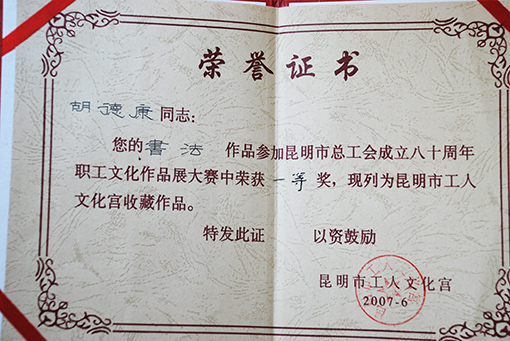 荣誉证书
胡德康同志:
您的書法作品参加昆明市总工会成立八十周年
职工文化作品展大赛中荣获一等奖，现列为昆明市工人
文化宫收藏作品。
特发此证 以资鼓励
昆明市工人文化宫
2007-6